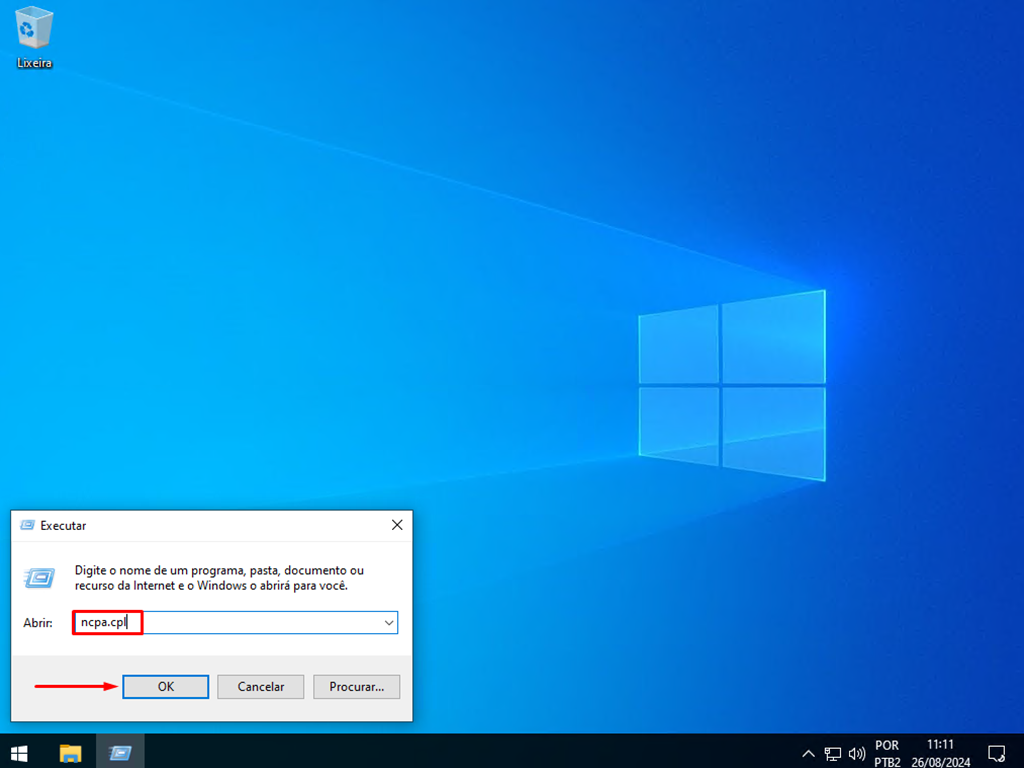 Lixeira
Executar
Digite o nome de um programa, pasta, documento ou
recurso da Internet e o Windows o abrirá para você.
Abrir:
ncpa.cpl
OK
Cancelar
Procurar...
POR
PTB2
11:11
26/08/2024